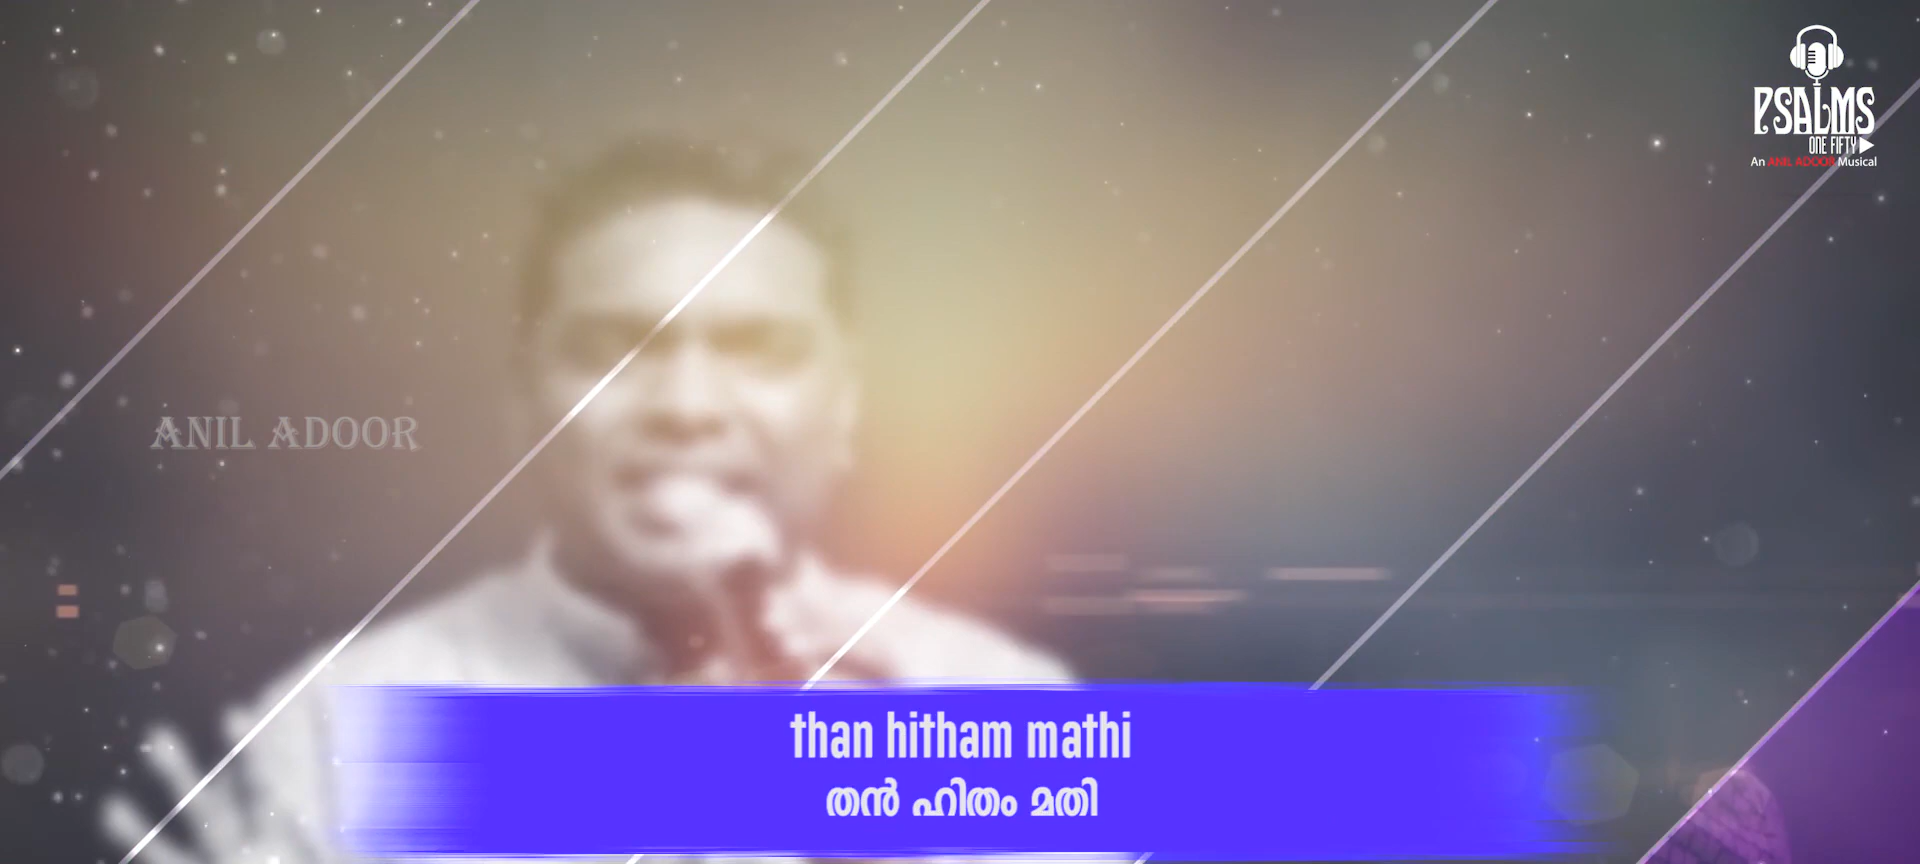 PSALMS
ONE FIFTY
An ANIL ADOOR Musical
ANIL ADOOR
than hitham mathi
തൻ ഹിതം മതി